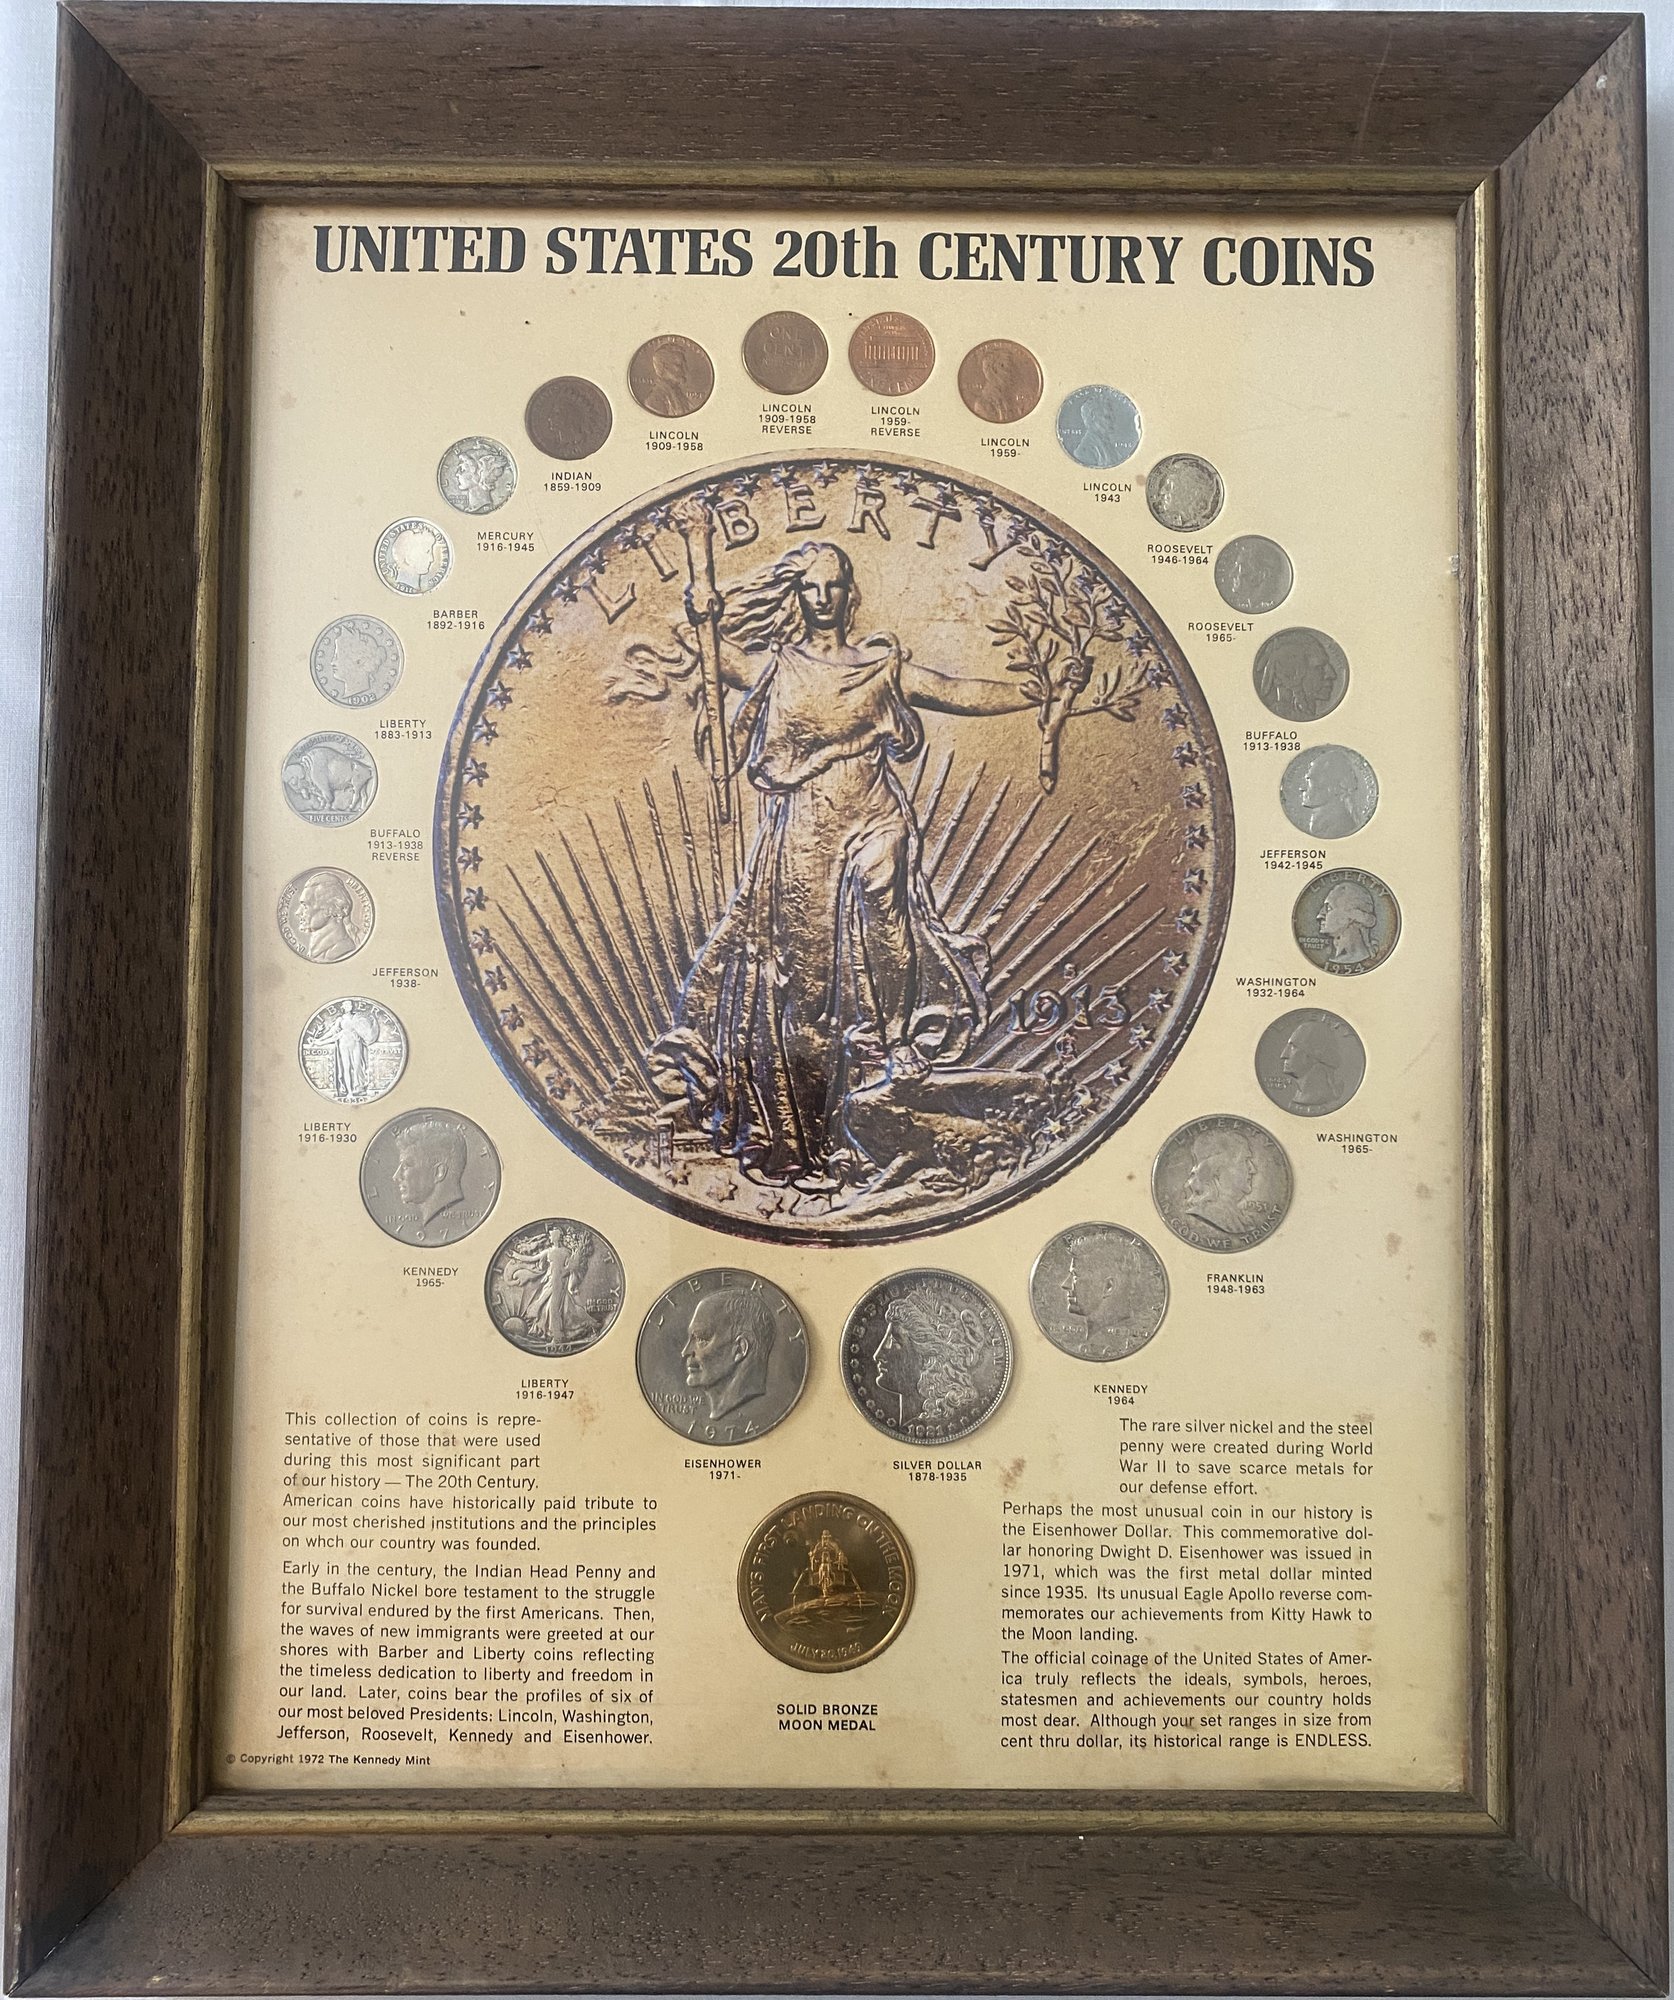 UNITED STATES 20th CENTURY COINS
LINCOLN
1909-1958
REVERSE
LINCOLN
1959-
REVERSE
LINCOLN
1909-1958
LINCOLN
1959-
INDIAN
1859-1909
LINCOLN
1943
MERCURY
1916-1945
ROOSEVELT
1946-1964
BARBER
1892-1916
ROOSEVELT
1965-
LIBERTY
1883-1913
1902
BUFFALO
1913-1938
FIVE CENTS
BUFFALO
1913-1938
REVERSE
JEFFERSON
1942-1945
JEFFERSON
1938-
WASHINGTON
1932-1964
LIBERTY
IN GOD WE
TRUST
1954
LIBERTY
1916-1930
WASHINGTON
1965-
LIBERTY
1913
KENNEDY
1965-
FRANKLIN
1948-1963
LIBERTY
IN GOD WE TRUST
LIBERTY
1916-1947
KENNEDY
1964
LIBERTY
IN GOD WE
TRUST
1974
EISENHOWER
1971-
1921
SILVER DOLLAR
1878-1935
This collection of coins is repre-
sentative of those that were used
during this most significant part
of our history — The 20th Century.
American coins have historically paid tribute to
our most cherished institutions and the principles
on whch our country was founded.
Early in the century, the Indian Head Penny and
the Buffalo Nickel bore testament to the struggle
for survival endured by the first Americans. Then,
the waves of new immigrants were greeted at our
shores with Barber and Liberty coins reflecting
the timeless dedication to liberty and freedom in
our land. Later, coins bear the profiles of six of
our most beloved Presidents: Lincoln, Washington,
Jefferson, Roosevelt, Kennedy and Eisenhower.
© Copyright 1972 The Kennedy Mint
MAN'S FIRST LANDING ON THE MOON
JULY 20, 1969
SOLID BRONZE
MOON MEDAL
The rare silver nickel and the steel
penny were created during World
War II to save scarce metals for
our defense effort.
Perhaps the most unusual coin in our history is
the Eisenhower Dollar. This commemorative dol-
lar honoring Dwight D. Eisenhower was issued in
1971, which was the first metal dollar minted
since 1935. Its unusual Eagle Apollo reverse com-
memorates our achievements from Kitty Hawk to
the Moon landing.
The official coinage of the United States of Amer-
ica truly reflects the ideals, symbols, heroes,
statesmen and achievements our country holds
most dear. Although your set ranges in size from
cent thru dollar, its historical range is ENDLESS.